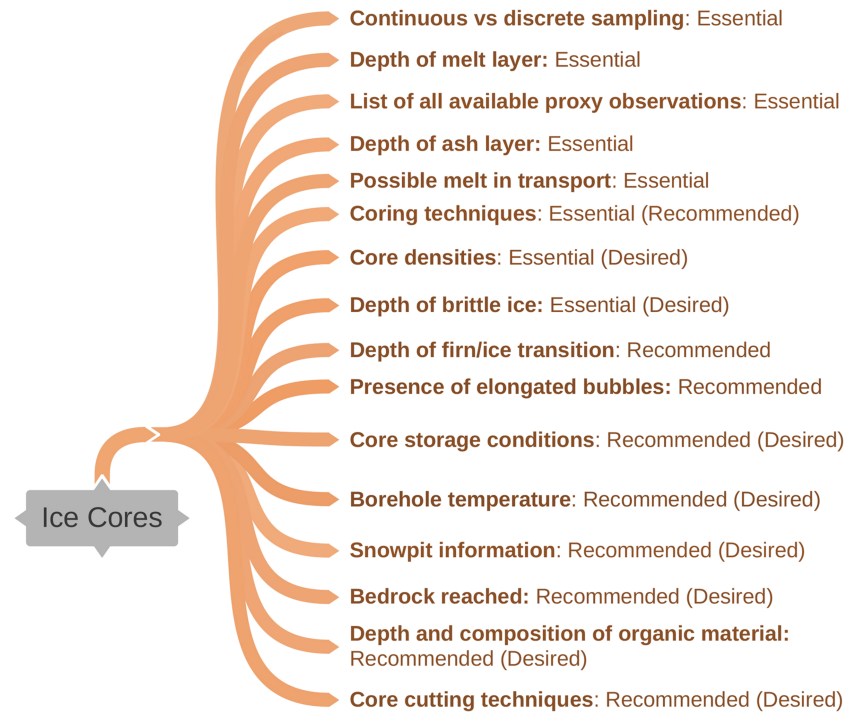 Continuous vs discrete sampling: Essential
Depth of melt layer: Essential
List of all available proxy observations: Essential
Depth of ash layer: Essential
Possible melt in transport: Essential
Coring techniques: Essential (Recommended)
Core densities: Essential (Desired)
Depth of brittle ice: Essential (Desired)
Depth of firn/ice transition: Recommended
Presence of elongated bubbles: Recommended
Core storage conditions: Recommended (Desired)
Borehole temperature: Recommended (Desired)
Ice Cores
Snowpit information: Recommended (Desired)
Bedrock reached: Recommended (Desired)
Depth and composition of organic material:
Recommended (Desired)
Core cutting techniques: Recommended (Desired)